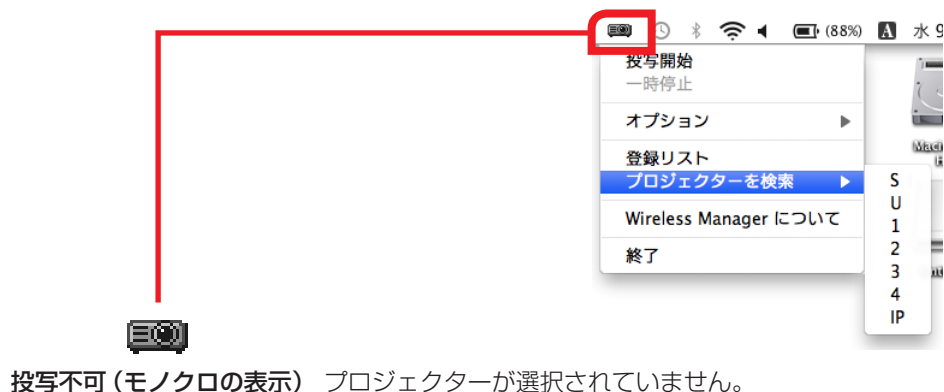 (88%) A 水 9
投写開始
一時停止
オプション
登録リスト
プロジェクターを検索
Wireless Manager について
終了
S
U
1
2
3
4
IP
投写不可(モノクロの表示) プロジェクターが選択されていません。